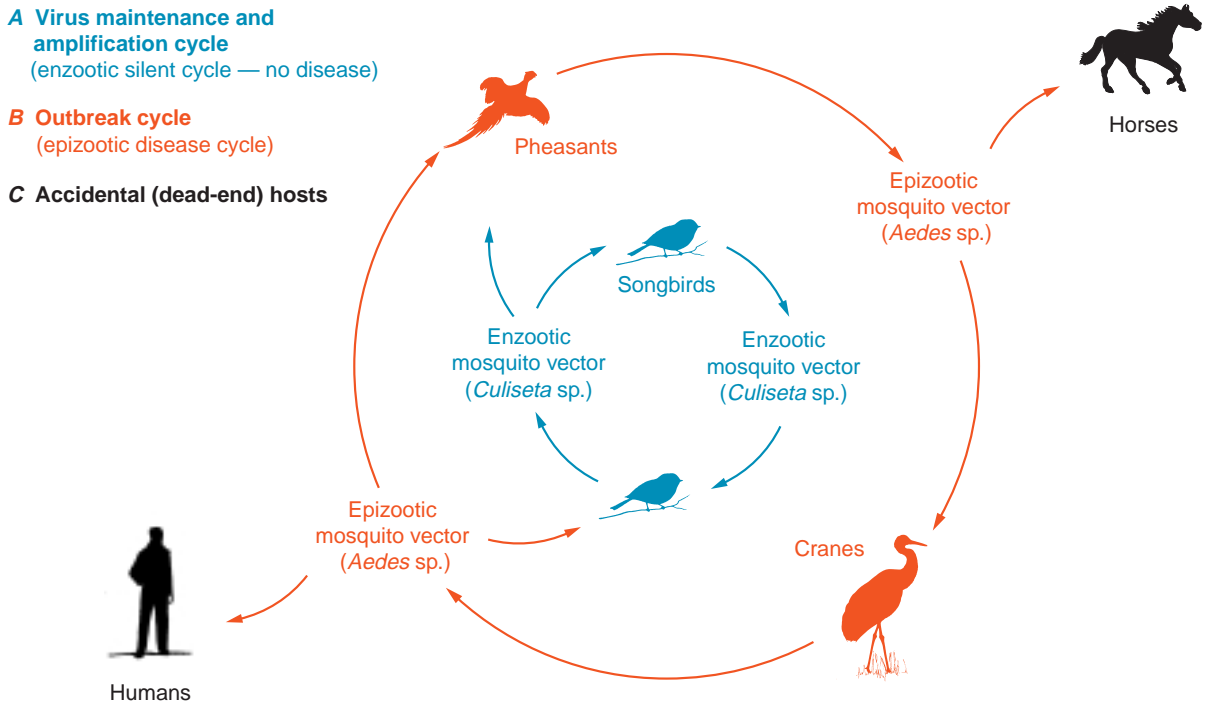 A Virus maintenance and
amplification cycle
(enzootic silent cycle — no disease)
B Outbreak cycle
(epizootic disease cycle)
C Accidental (dead-end) hosts
Pheasants
Horses
Epizootic
mosquito vector
(Aedes sp.)
Songbirds
Enzootic
mosquito vector
(Culiseta sp.)
Enzootic
mosquito vector
(Culiseta sp.)
Epizootic
mosquito vector
(Aedes sp.)
Cranes
Humans